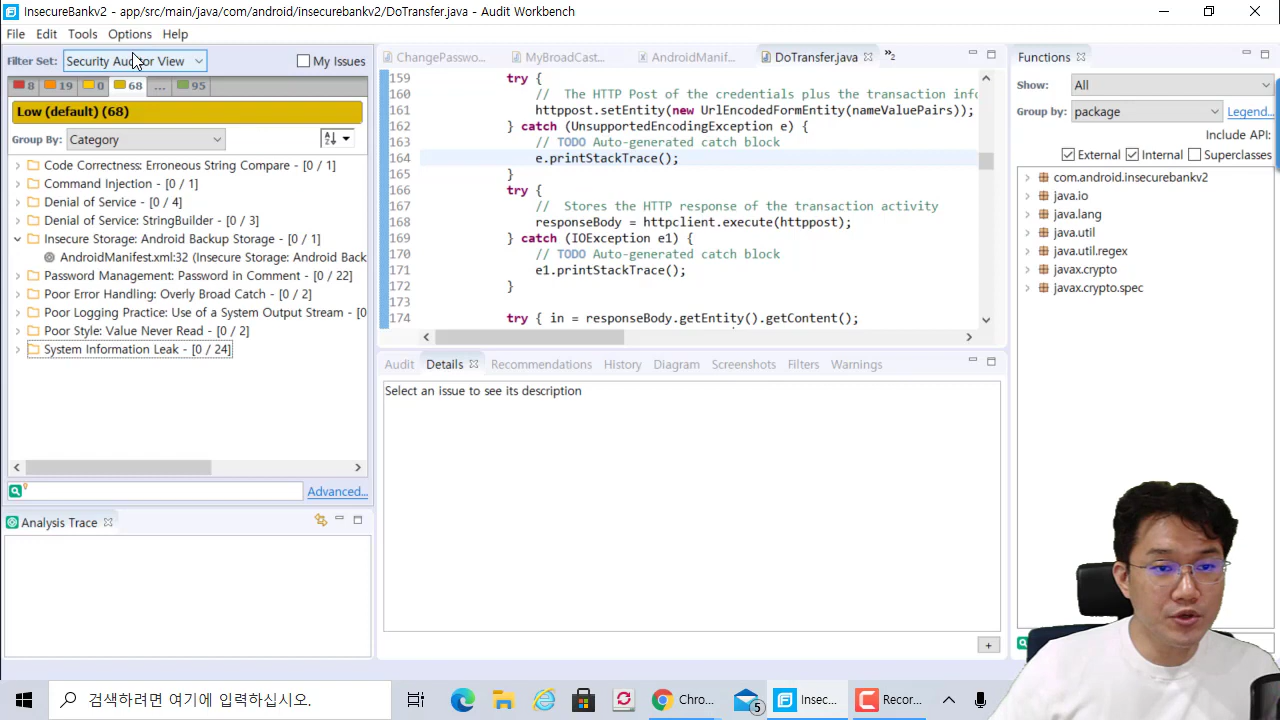 InsecureBankv2 - app/src/main/java/com/android/insecurebankv2/DoTransfer.java - Audit Workbench
File Edit Tools Options Help
Filter Set: Security Auditor View My Issues
8 19 0 68 ... 95
Low (default) (68)
Group By: Category
Code Correctness: Erroneous String Compare - [0 / 1]
Command Injection - [0 / 1]
Denial of Service - [0 / 4]
Denial of Service: StringBuilder - [0 / 3]
Insecure Storage: Android Backup Storage - [0 / 1]
AndroidManifest.xml:32 (Insecure Storage: Android Back
Password Management: Password in Comment - [0 / 22]
Poor Error Handling: Overly Broad Catch - [0 / 2]
Poor Logging Practice: Use of a System Output Stream - [0
Poor Style: Value Never Read - [0 / 2]
System Information Leak - [0 / 24]
Advanced...
Analysis Trace
ChangePasswo... MyBroadCast... AndroidManif... DoTransfer.java »2
159 try {
160 // The HTTP Post of the credentials plus the transaction info
161 httppost.setEntity(new UrlEncodedFormEntity(nameValuePairs));
162 } catch (UnsupportedEncodingException e) {
163 // TODO Auto-generated catch block
164 e.printStackTrace();
165 }
166 try {
167 // Stores the HTTP response of the transaction activity
168 responseBody = httpclient.execute(httppost);
169 } catch (IOException e1) {
170 // TODO Auto-generated catch block
171 e1.printStackTrace();
172 }
173
174 try { in = responseBody.getEntity().getContent();
Audit Details Recommendations History Diagram Screenshots Filters Warnings
Select an issue to see its description
Functions
Show: All
Group by: package Legend...
Include API:
External Internal Superclasses
com.android.insecurebankv2
java.io
java.lang
java.util
java.util.regex
javax.crypto
javax.crypto.spec
검색하려면 여기에 입력하십시오.
Chro... 5 Insec... Recor...